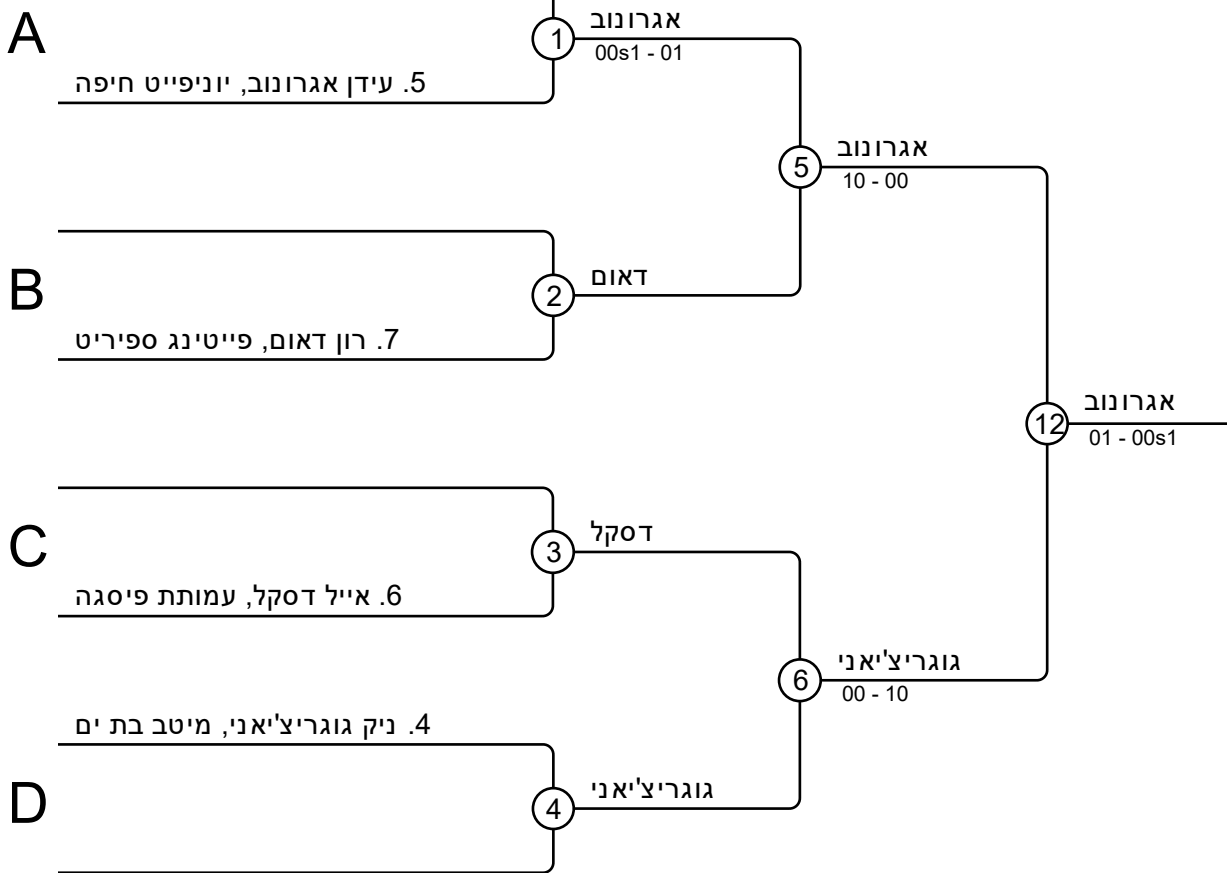 A
1
אגרונוב
00s1 - 01
5. עידן אגרונוב, יוניפייט חיפה
5
אגרונוב
10 - 00
B
2
דאום
7. רון דאום, פייטינג ספיריט
12
אגרונוב
01 - 00s1
C
3
דסקל
6. אייל דסקל, עמותת פיסגה
6
גוגריצ'יאני
00 - 10
4. ניק גוגריצ'יאני, מיטב בת ים
D
4
גוגריצ'יאני